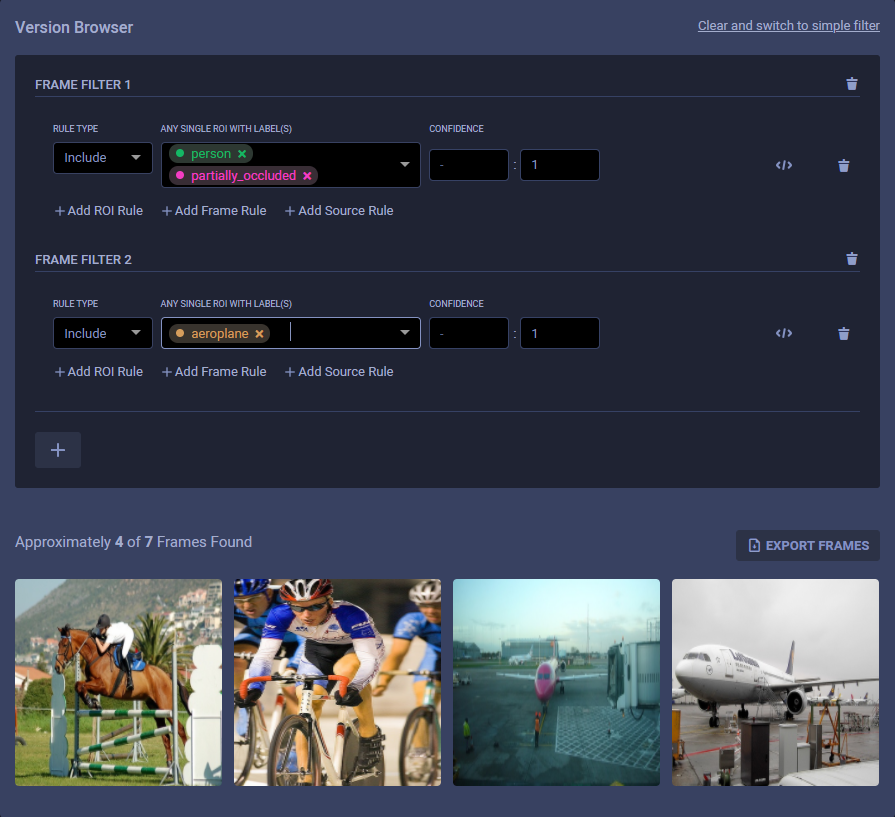 Version Browser
Clear and switch to simple filter
FRAME FILTER 1
RULE TYPE
ANY SINGLE ROI WITH LABEL(S)
CONFIDENCE
Include
person ×
partially_occluded ×
- : 1
</>
+ Add ROI Rule + Add Frame Rule + Add Source Rule
FRAME FILTER 2
RULE TYPE
ANY SINGLE ROI WITH LABEL(S)
CONFIDENCE
Include
aeroplane ×
- : 1
</>
+ Add ROI Rule + Add Frame Rule + Add Source Rule
+
Approximately 4 of 7 Frames Found
EXPORT FRAMES
Lufthansa